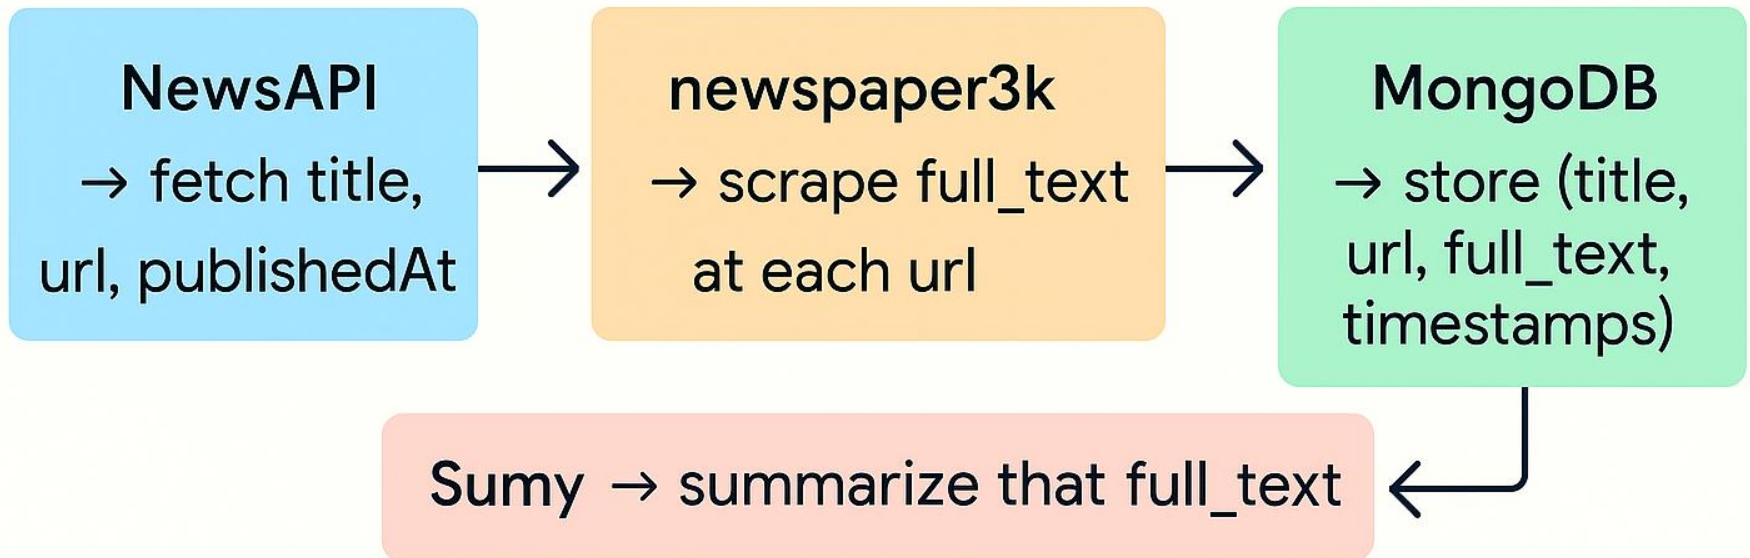 NewsAPI
→ fetch title,
url, publishedAt
newspaper3k
→ scrape full_text
at each url
MongoDB
→ store (title,
url, full_text,
timestamps)
Sumy → summarize that full_text